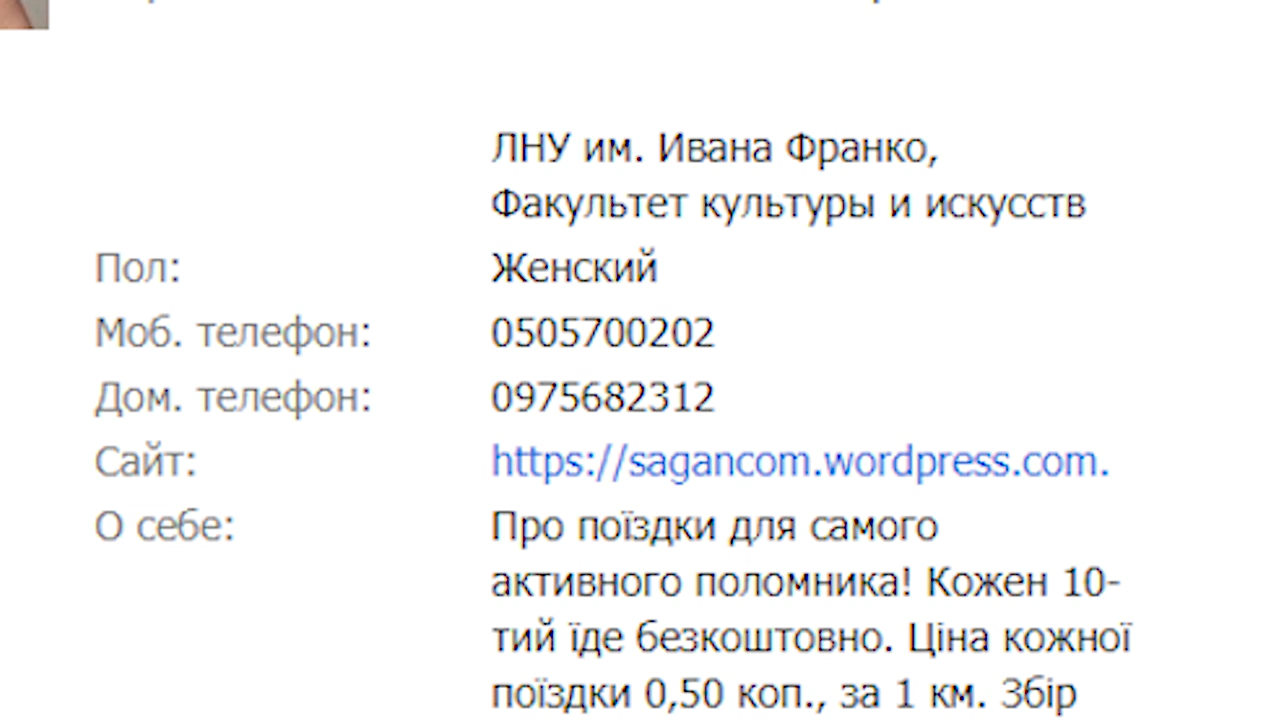 ЛНУ им. Ивана Франко,
Факультет культуры и искусств
Пол: Женский
Моб. телефон: 0505700202
Дом. телефон: 0975682312
Сайт: https://sagancom.wordpress.com.
О себе: Про поїздки для самого
активного поломника! Кожен 10-
тий їде безкоштовно. Ціна кожної
поїздки 0,50 коп., за 1 км. Збір